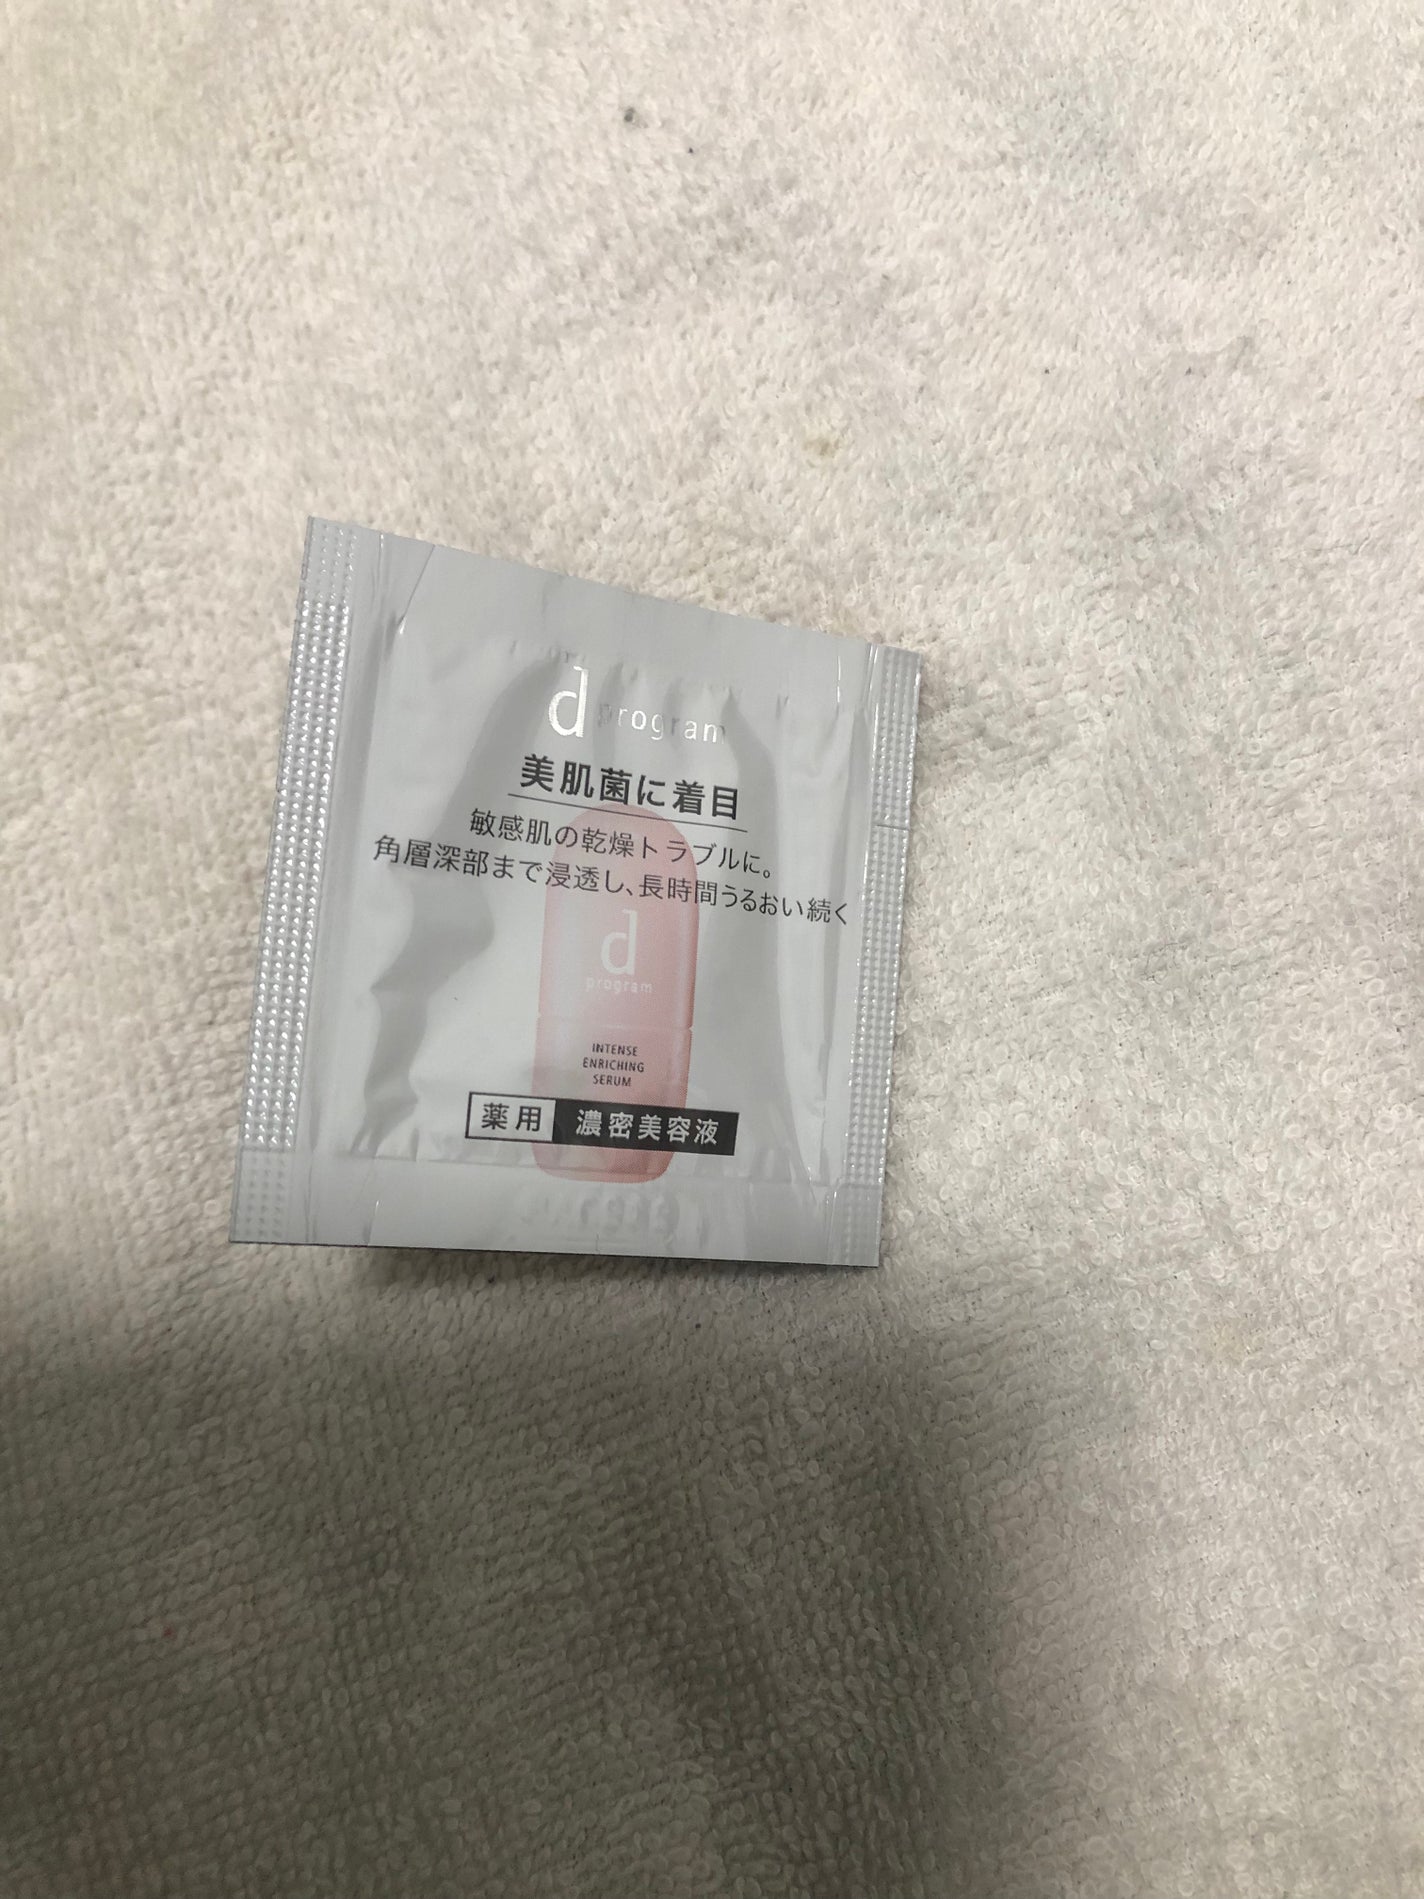 d program
美肌菌に着目
敏感肌の乾燥トラブルに。
角層深部まで浸透し、長時間うるおい続く
d
program
INTENSE
ENRICHING
SERUM
薬用 濃密美容液